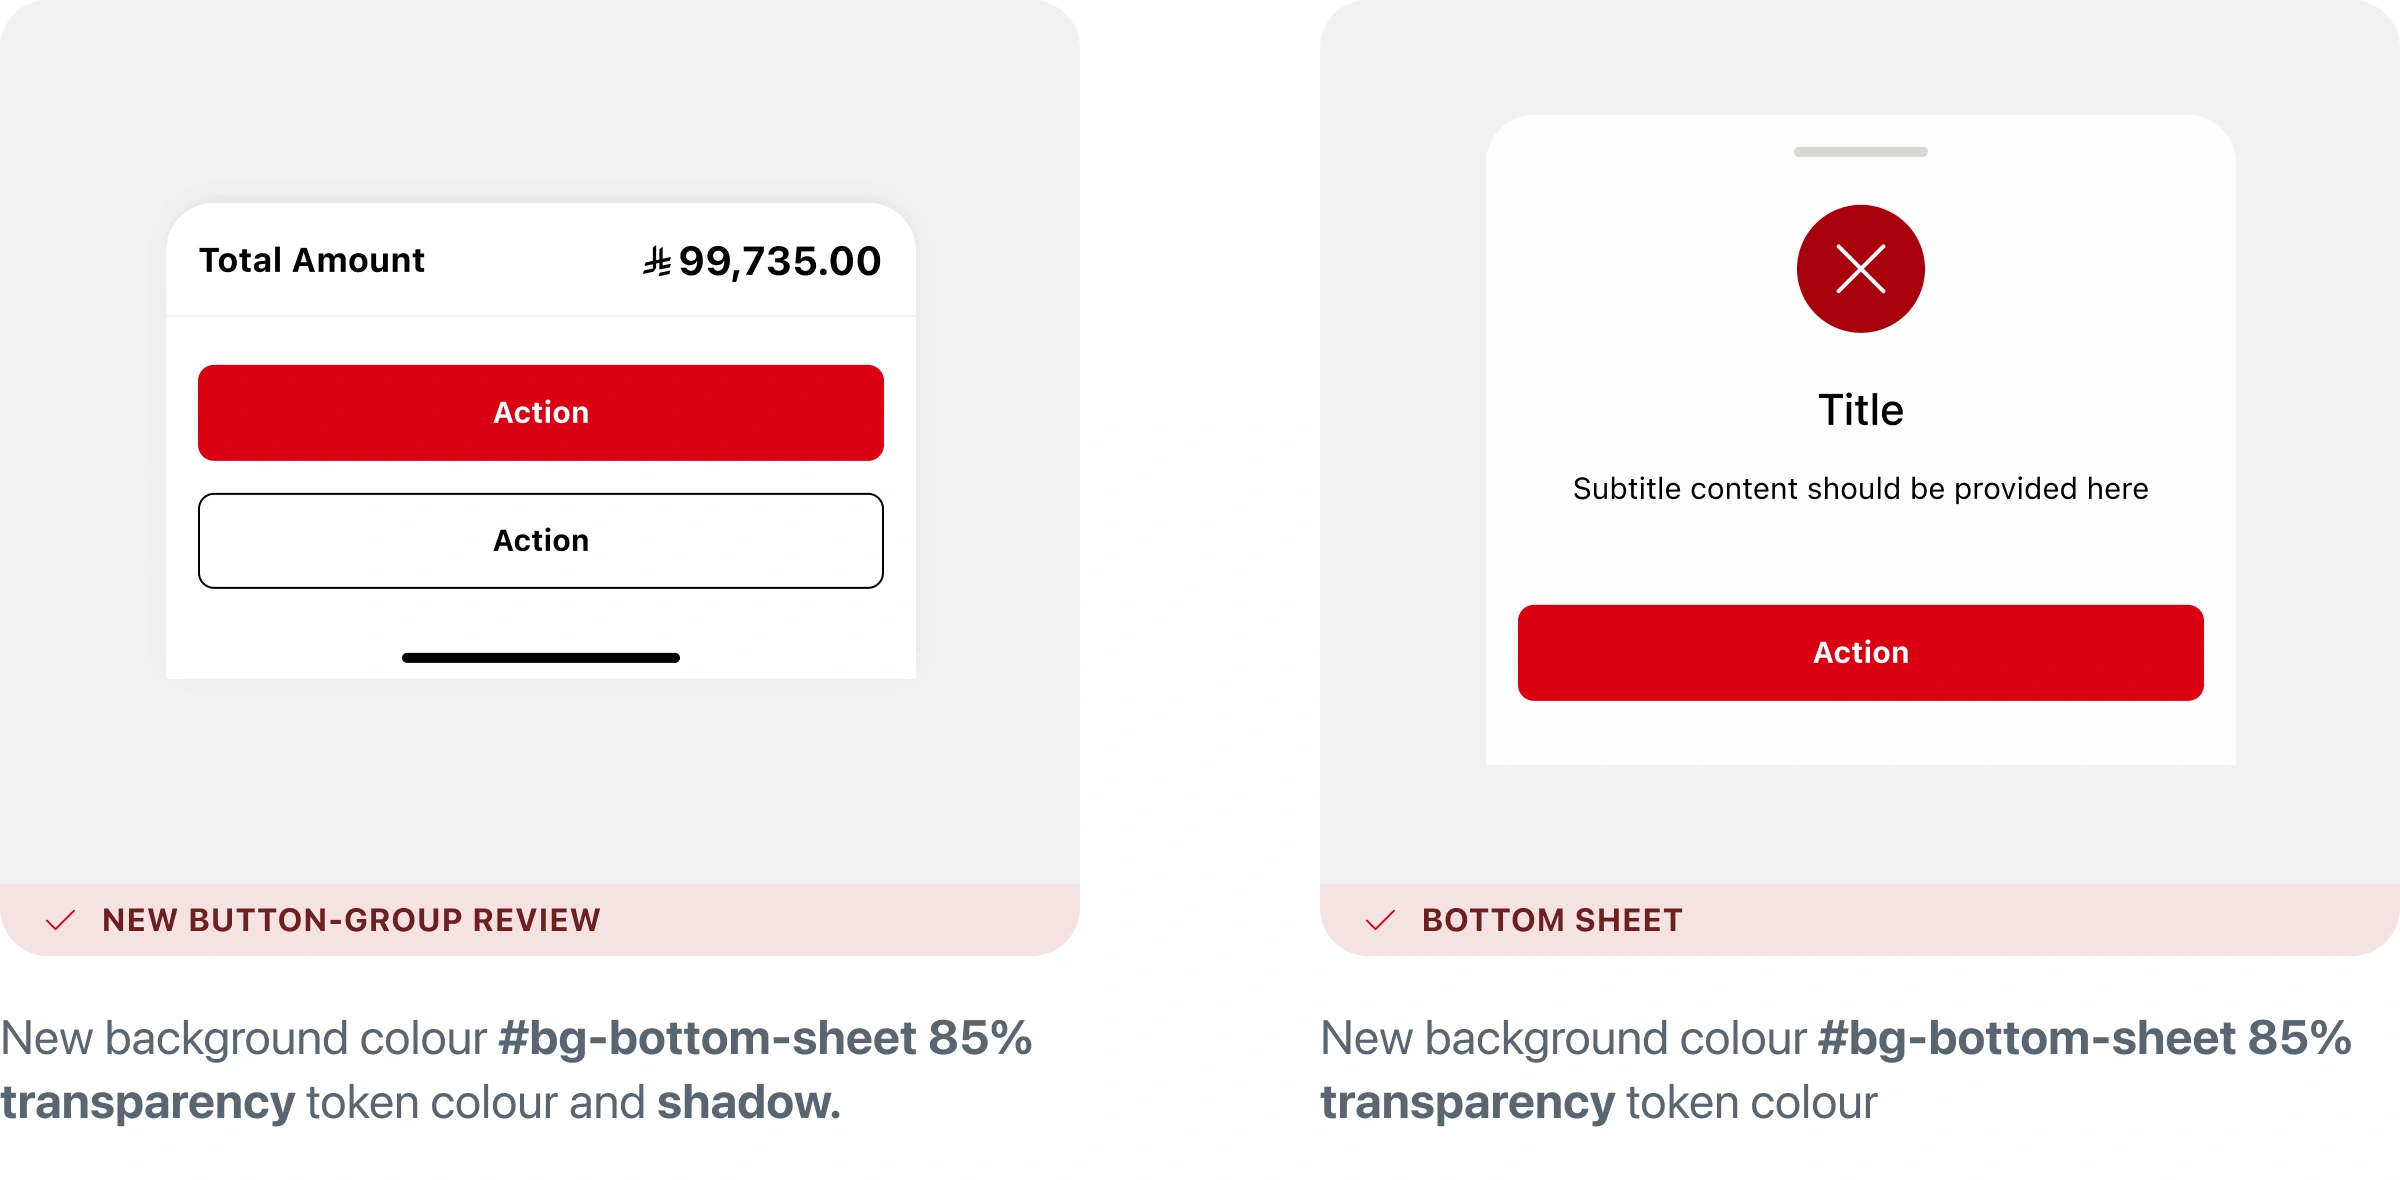 Total Amount
⃁ 99,735.00
Action
Action
NEW BUTTON-GROUP REVIEW
New background colour #bg-bottom-sheet 85%
transparency token colour and shadow.
Title
Subtitle content should be provided here
Action
BOTTOM SHEET
New background colour #bg-bottom-sheet 85%
transparency token colour